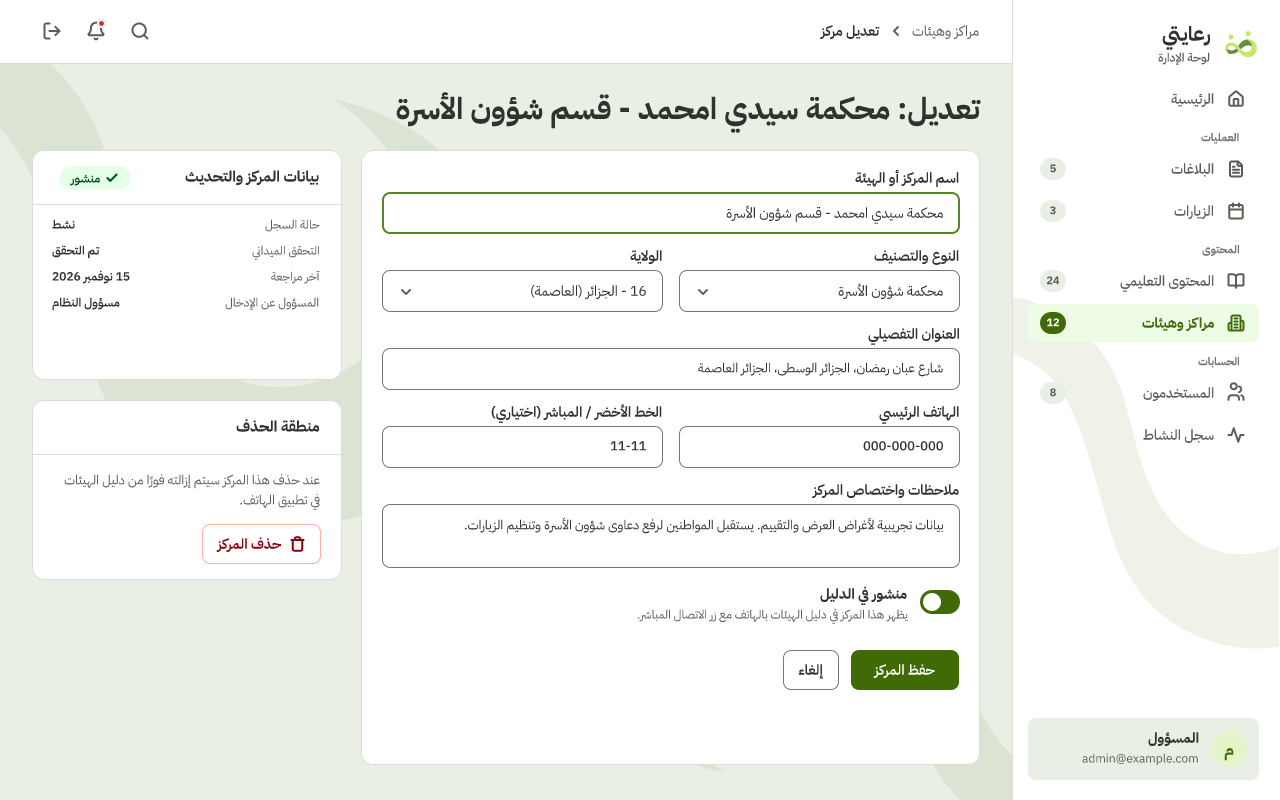 رعايتي
لوحة الإدارة
الرئيسية
العمليات
البلاغات
5
الزيارات
3
المحتوى
المحتوى التعليمي
24
مراكز وهيئات
12
الحسابات
المستخدمون
8
سجل النشاط
م
المسؤول
admin@example.com
مراكز وهيئات
تعديل مركز
تعديل: محكمة سيدي امحمد - قسم شؤون الأسرة
اسم المركز أو الهيئة
محكمة سيدي امحمد - قسم شؤون الأسرة
النوع والتصنيف
محكمة شؤون الأسرة
الولاية
16 - الجزائر (العاصمة)
العنوان التفصيلي
شارع عبان رمضان، الجزائر الوسطى، الجزائر العاصمة
الهاتف الرئيسي
000-000-000
الخط الأخضر / المباشر (اختياري)
11-11
ملاحظات واختصاص المركز
بيانات تجريبية لأغراض العرض والتقييم. يستقبل المواطنين لرفع دعاوى شؤون الأسرة وتنظيم الزيارات.
منشور في الدليل
يظهر هذا المركز في دليل الهيئات بالهاتف مع زر الاتصال المباشر.
حفظ المركز
إلغاء
بيانات المركز والتحديث
منشور
حالة السجل
نشط
التحقق الميداني
تم التحقق
آخر مراجعة
15 نوفمبر 2026
المسؤول عن الإدخال
مسؤول النظام
منطقة الحذف
عند حذف هذا المركز سيتم إزالته فورًا من دليل الهيئات
في تطبيق الهاتف.
حذف المركز